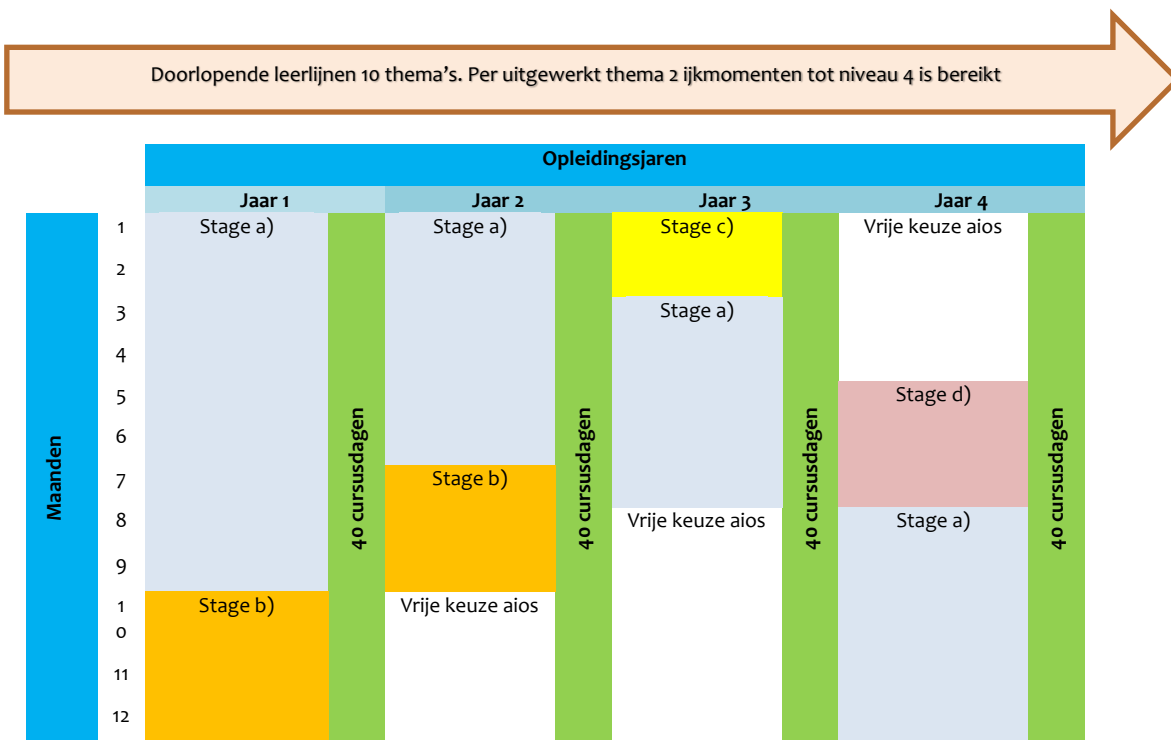 Doorlopende leerlijnen 10 thema's. Per uitgewerkt thema 2 ijkmomenten tot niveau 4 is bereikt
Opleidingsjaren
Jaar 1 Jaar 2 Jaar 3 Jaar 4
Maanden
40 cursusdagen 40 cursusdagen 40 cursusdagen 40 cursusdagen
1 Stage a) Stage a) Stage c) Vrije keuze aios
2
3 Stage a)
4
5 Stage d)
6
7 Stage b)
8 Vrije keuze aios Stage a)
9
1 Stage b) Vrije keuze aios
0
11
12